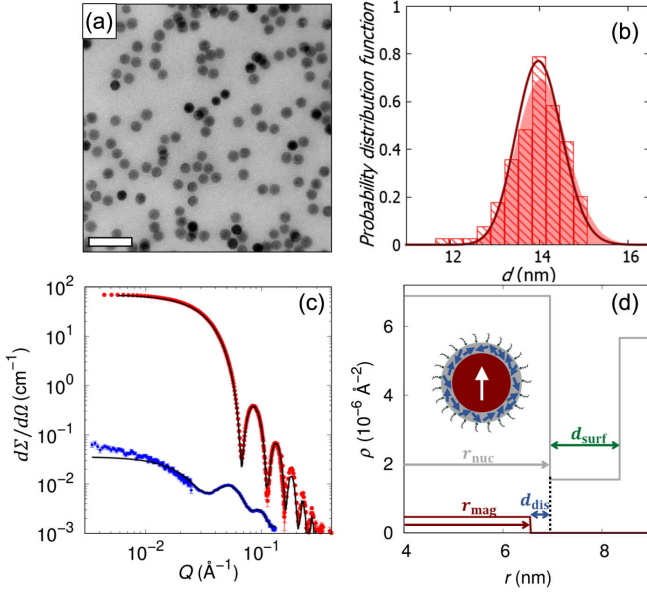 (a)
(b)
Probability distribution function
1
0.8
0.6
0.4
0.2
0
12
14
16
d (nm)
(c)
dΣ/dΩ (cm⁻¹)
10²
10¹
10⁰
10⁻¹
10⁻²
10⁻³
10⁻²
10⁻¹
Q (Å⁻¹)
(d)
ρ (10⁻⁶ Å⁻²)
6
4
2
0
d_surf
r_nuc
d_dis
r_mag
4
6
8
r (nm)